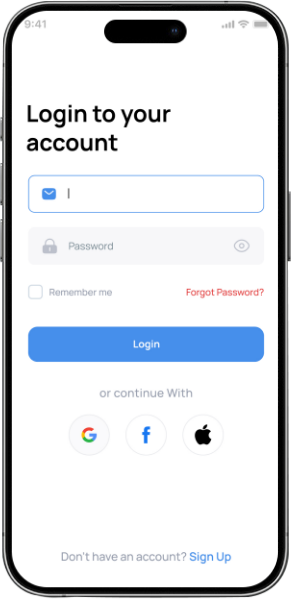 9:41
Login to your
account
Password
Remember me
Forgot Password?
Login
or continue With
Don't have an account? Sign Up